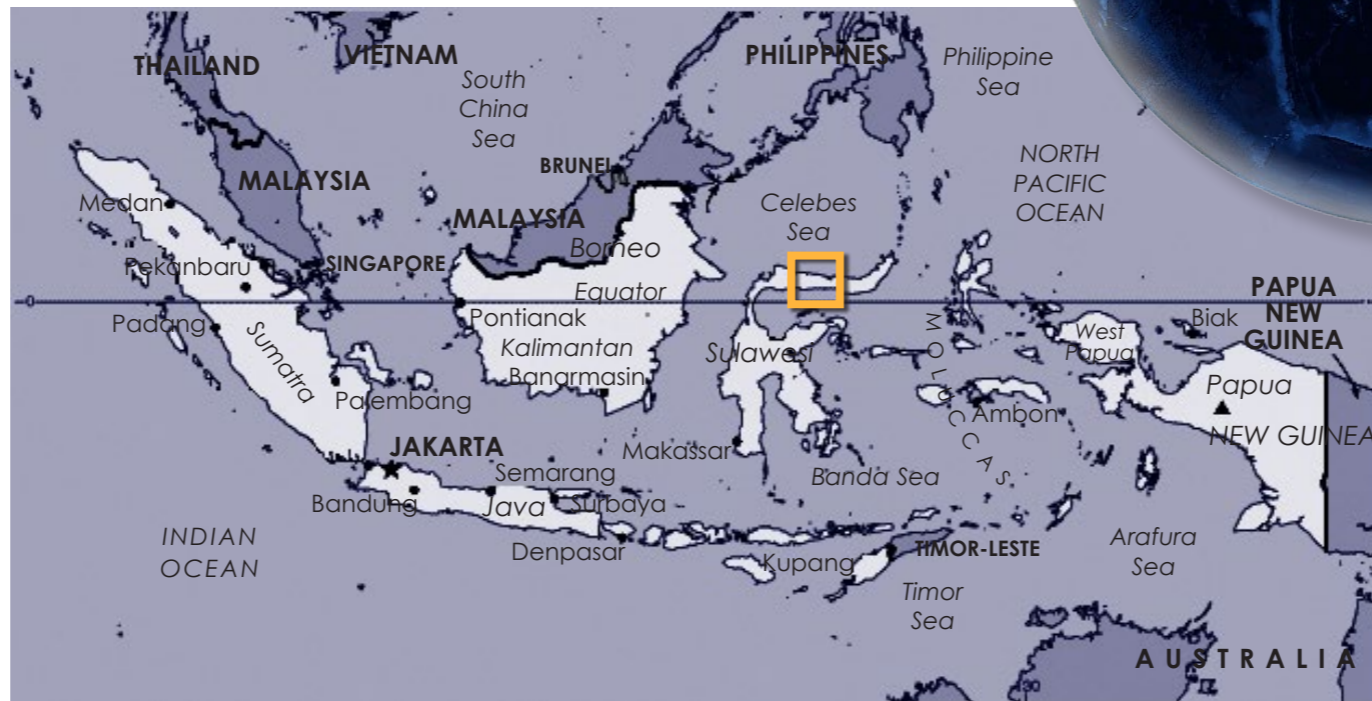 THAILAND
VIETNAM
PHILIPPINES
Philippine
Sea
South
China
Sea
BRUNEI
NORTH
PACIFIC
OCEAN
MALAYSIA
Medan
MALAYSIA
Celebes
Sea
Borneo
Pekanbaru
SINGAPORE
Equator
0
PAPUA
NEW
GUINEA
Padang
Pontianak
Biak
West
Papua
Sumatra
Kalimantan
Sulawesi
MOLOCCAS
Banarmasin
Palembang
Papua
Ambon
NEW GUINEA
JAKARTA
Makassar
Semarang
Banda Sea
Bandung
Java
Surbaya
INDIAN
OCEAN
Denpasar
Kupang
TIMOR-LESTE
Arafura
Sea
Timor
Sea
AUSTRALIA
130